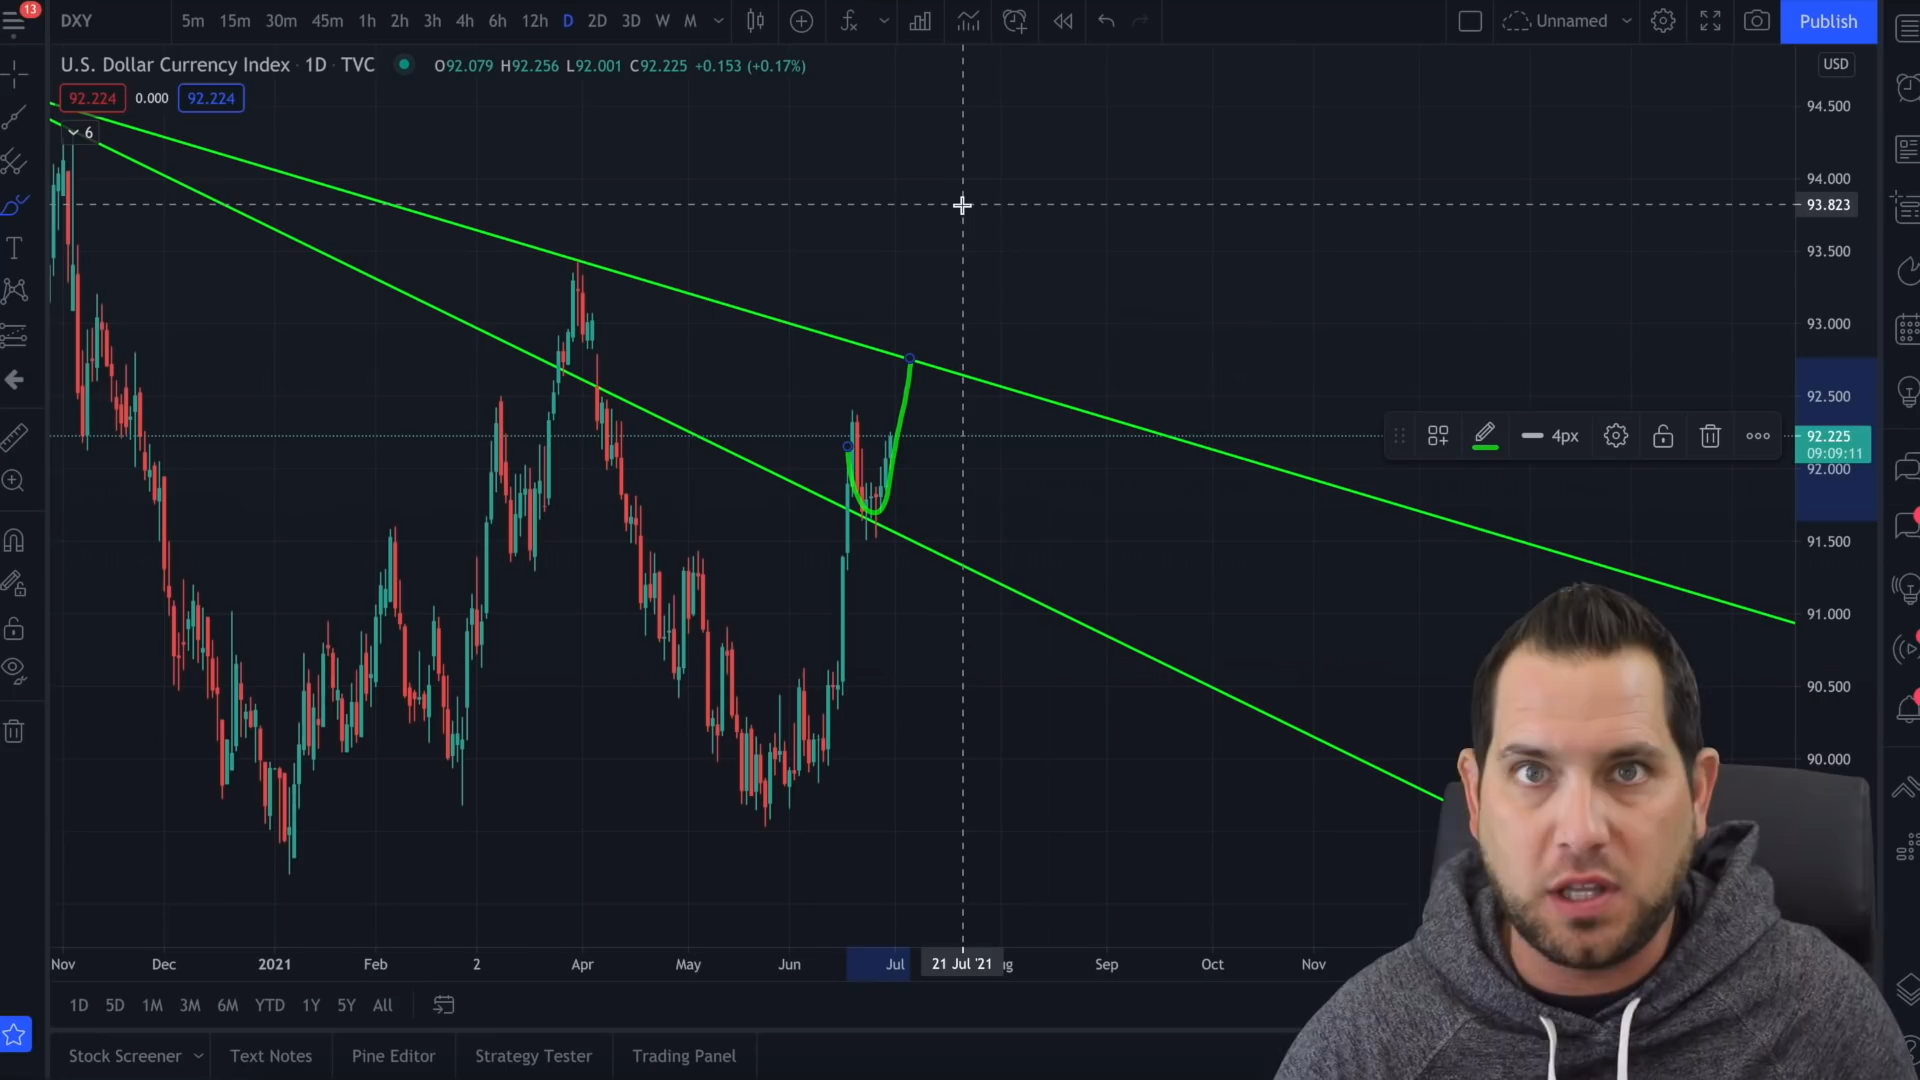 13
DXY
5m 15m 30m 45m 1h 2h 3h 4h 6h 12h D 2D 3D W M
Unnamed
Publish
U.S. Dollar Currency Index · 1D · TVC
O92.079 H92.256 L92.001 C92.225 +0.153 (+0.17%)
USD
92.224 0.000 92.224
6
94.500
94.000
93.823
93.500
93.000
92.500
4px
92.225
09:09:11
92.000
91.500
91.000
90.500
90.000
Nov Dec 2021 Feb 2 Apr May Jun Jul 21 Jul '21 ug Sep Oct Nov
1D 5D 1M 3M 6M YTD 1Y 5Y All
Stock Screener Text Notes Pine Editor Strategy Tester Trading Panel